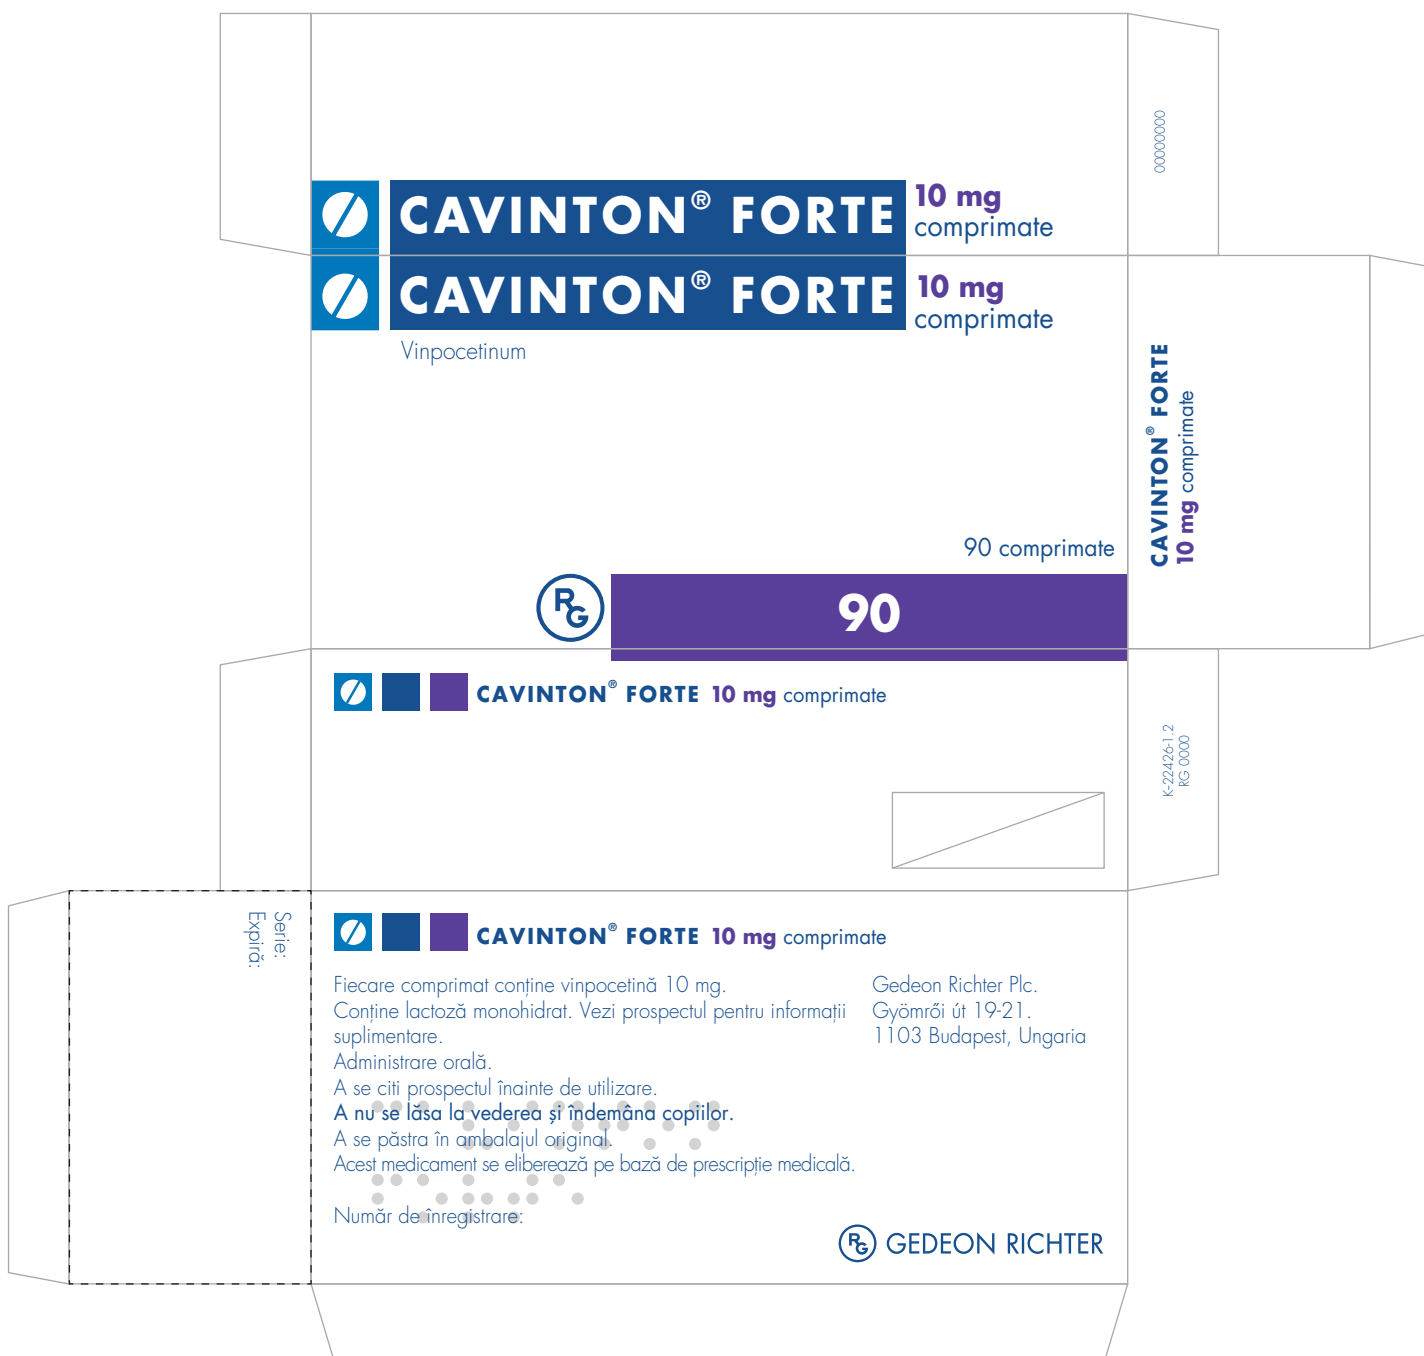 00000000
CAVINTON® FORTE 10 mg
comprimate
CAVINTON® FORTE 10 mg
comprimate
Vinpocetinum
CAVINTON® FORTE
10 mg comprimate
90 comprimate
RG
90
CAVINTON® FORTE 10 mg comprimate
K-22426-1.2
RG 0000
Serie:
Expiră:
CAVINTON® FORTE 10 mg comprimate
Fiecare comprimat conține vinpocetină 10 mg.
Conține lactoză monohidrat. Vezi prospectul pentru informații
suplimentare.
Administrare orală.
A se citi prospectul înainte de utilizare.
A nu se lăsa la vederea și îndemâna copiilor.
A se păstra în ambalajul original.
Acest medicament se eliberează pe bază de prescripție medicală.
Număr de înregistrare:
Gedeon Richter Plc.
Gyömrői út 19-21.
1103 Budapest, Ungaria
RG GEDEON RICHTER